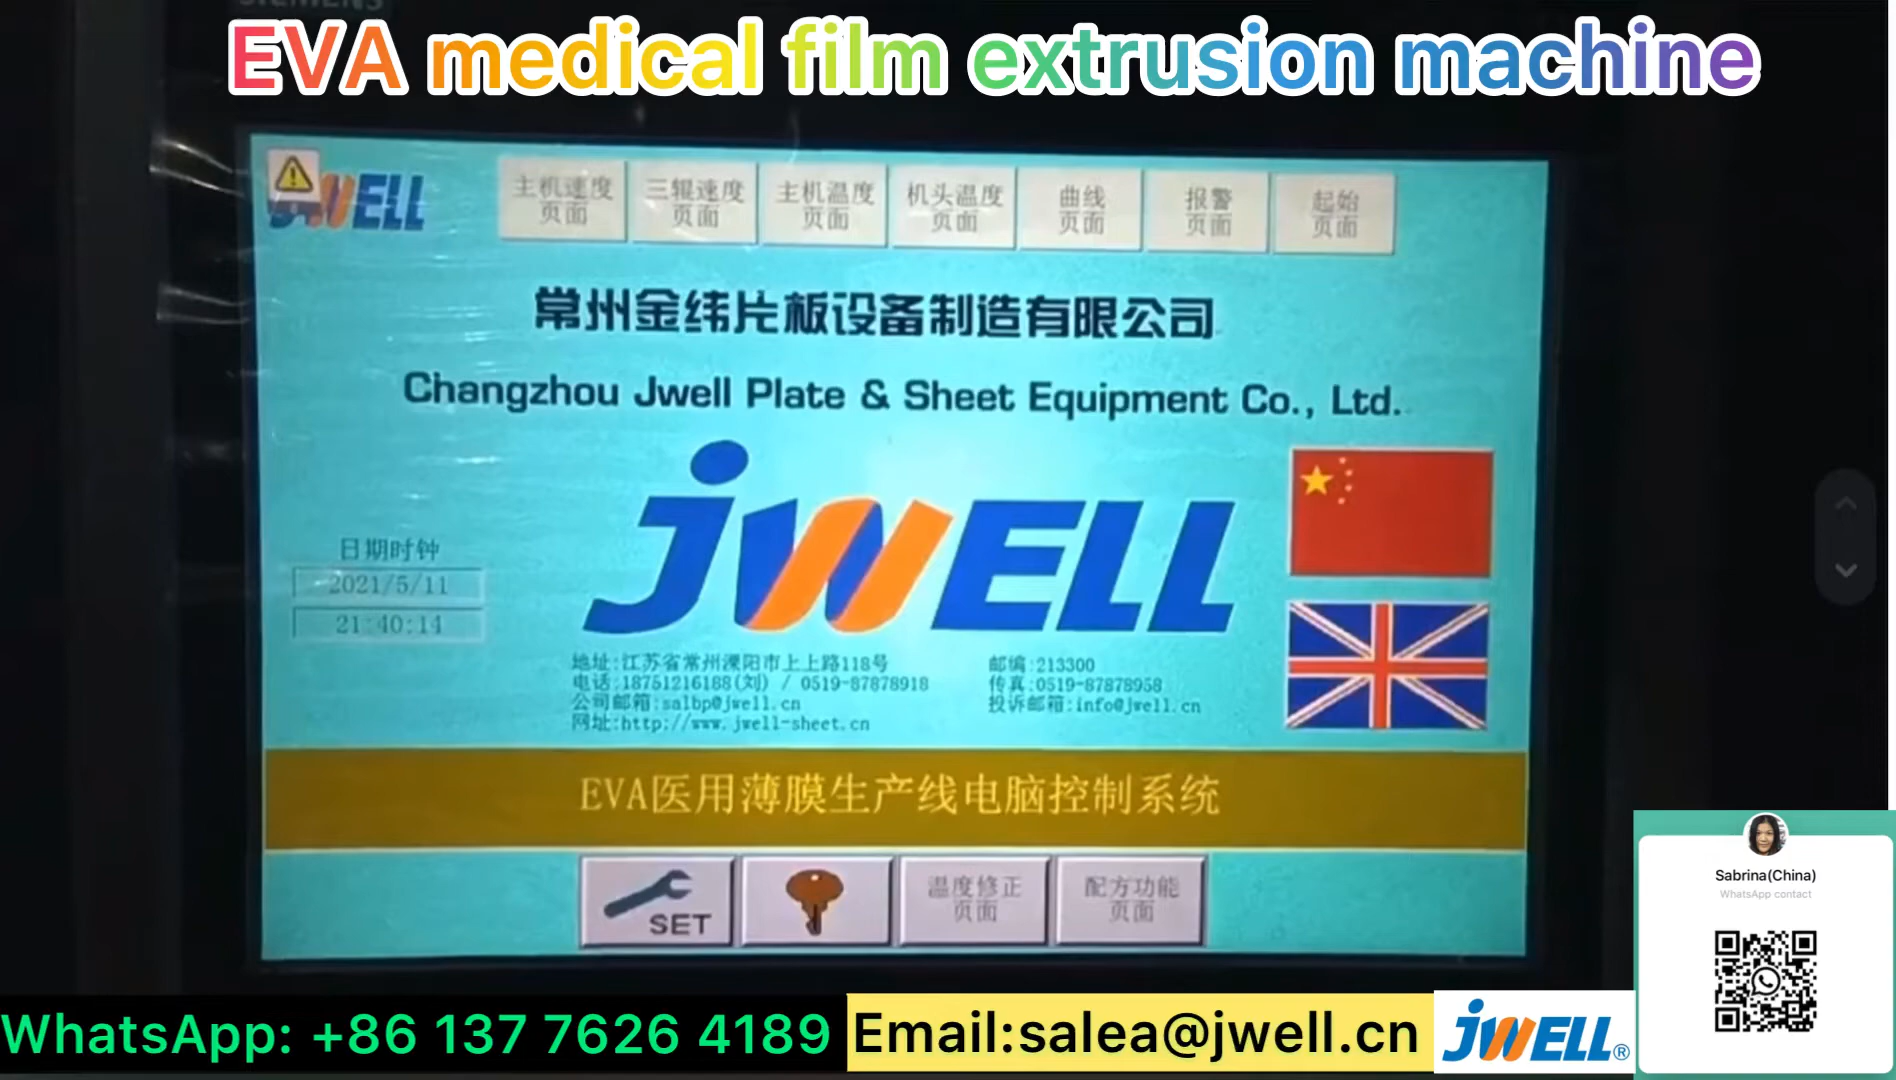 SIEMENS
EVA medical film extrusion machine
JWELL
主机速度
页面
三辊速度
页面
主机温度
页面
机头温度
页面
曲线
页面
报警
页面
起始
页面
常州金纬片板设备制造有限公司
Changzhou Jwell Plate & Sheet Equipment Co., Ltd.
jWELL
日期时钟
2021/5/11
21:40:14
地址:江苏省常州溧阳市上上路118号
邮编:213300
电话:18751216188(刘) / 0519-87878918
传真:0519-87878958
公司邮箱:salbp@jwell.cn
投诉邮箱:info@jwell.cn
网址:http://www.jwell-sheet.cn
EVA医用薄膜生产线电脑控制系统
SET
温度修正
页面
配方功能
页面
Sabrina(China)
WhatsApp contact
WhatsApp: +86 137 7626 4189
Email:salea@jwell.cn
jWELL®